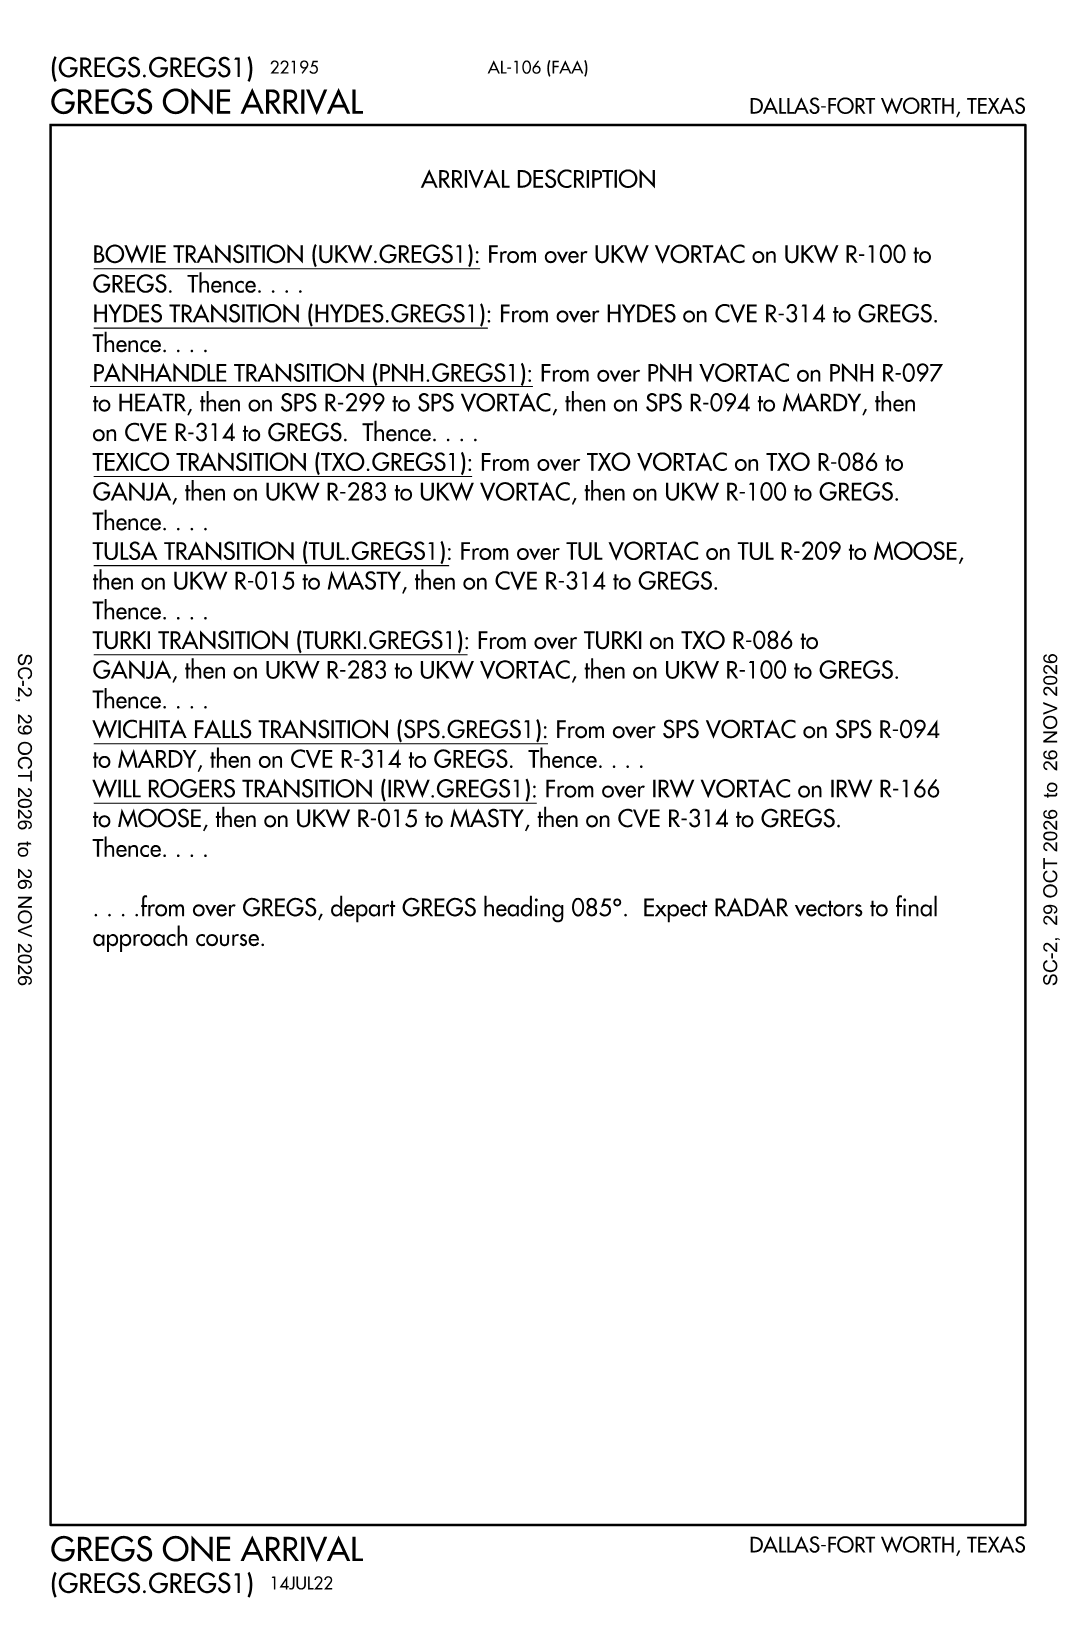 (GREGS.GREGS1) 22195
AL-106 (FAA)
GREGS ONE ARRIVAL
DALLAS-FORT WORTH, TEXAS
ARRIVAL DESCRIPTION
BOWIE TRANSITION (UKW.GREGS1): From over UKW VORTAC on UKW R-100 to
GREGS. Thence. . . .
HYDES TRANSITION (HYDES.GREGS1): From over HYDES on CVE R-314 to GREGS.
Thence. . . .
PANHANDLE TRANSITION (PNH.GREGS1): From over PNH VORTAC on PNH R-097
to HEATR, then on SPS R-299 to SPS VORTAC, then on SPS R-094 to MARDY, then
on CVE R-314 to GREGS. Thence. . . .
TEXICO TRANSITION (TXO.GREGS1): From over TXO VORTAC on TXO R-086 to
GANJA, then on UKW R-283 to UKW VORTAC, then on UKW R-100 to GREGS.
Thence. . . .
TULSA TRANSITION (TUL.GREGS1): From over TUL VORTAC on TUL R-209 to MOOSE,
then on UKW R-015 to MASTY, then on CVE R-314 to GREGS.
Thence. . . .
TURKI TRANSITION (TURKI.GREGS1): From over TURKI on TXO R-086 to
GANJA, then on UKW R-283 to UKW VORTAC, then on UKW R-100 to GREGS.
Thence. . . .
WICHITA FALLS TRANSITION (SPS.GREGS1): From over SPS VORTAC on SPS R-094
to MARDY, then on CVE R-314 to GREGS. Thence. . . .
WILL ROGERS TRANSITION (IRW.GREGS1): From over IRW VORTAC on IRW R-166
to MOOSE, then on UKW R-015 to MASTY, then on CVE R-314 to GREGS.
Thence. . . .
. . . .from over GREGS, depart GREGS heading 085°. Expect RADAR vectors to final
approach course.
SC-2, 29 OCT 2026 to 26 NOV 2026
SC-2, 29 OCT 2026 to 26 NOV 2026
GREGS ONE ARRIVAL
DALLAS-FORT WORTH, TEXAS
(GREGS.GREGS1) 14JUL22